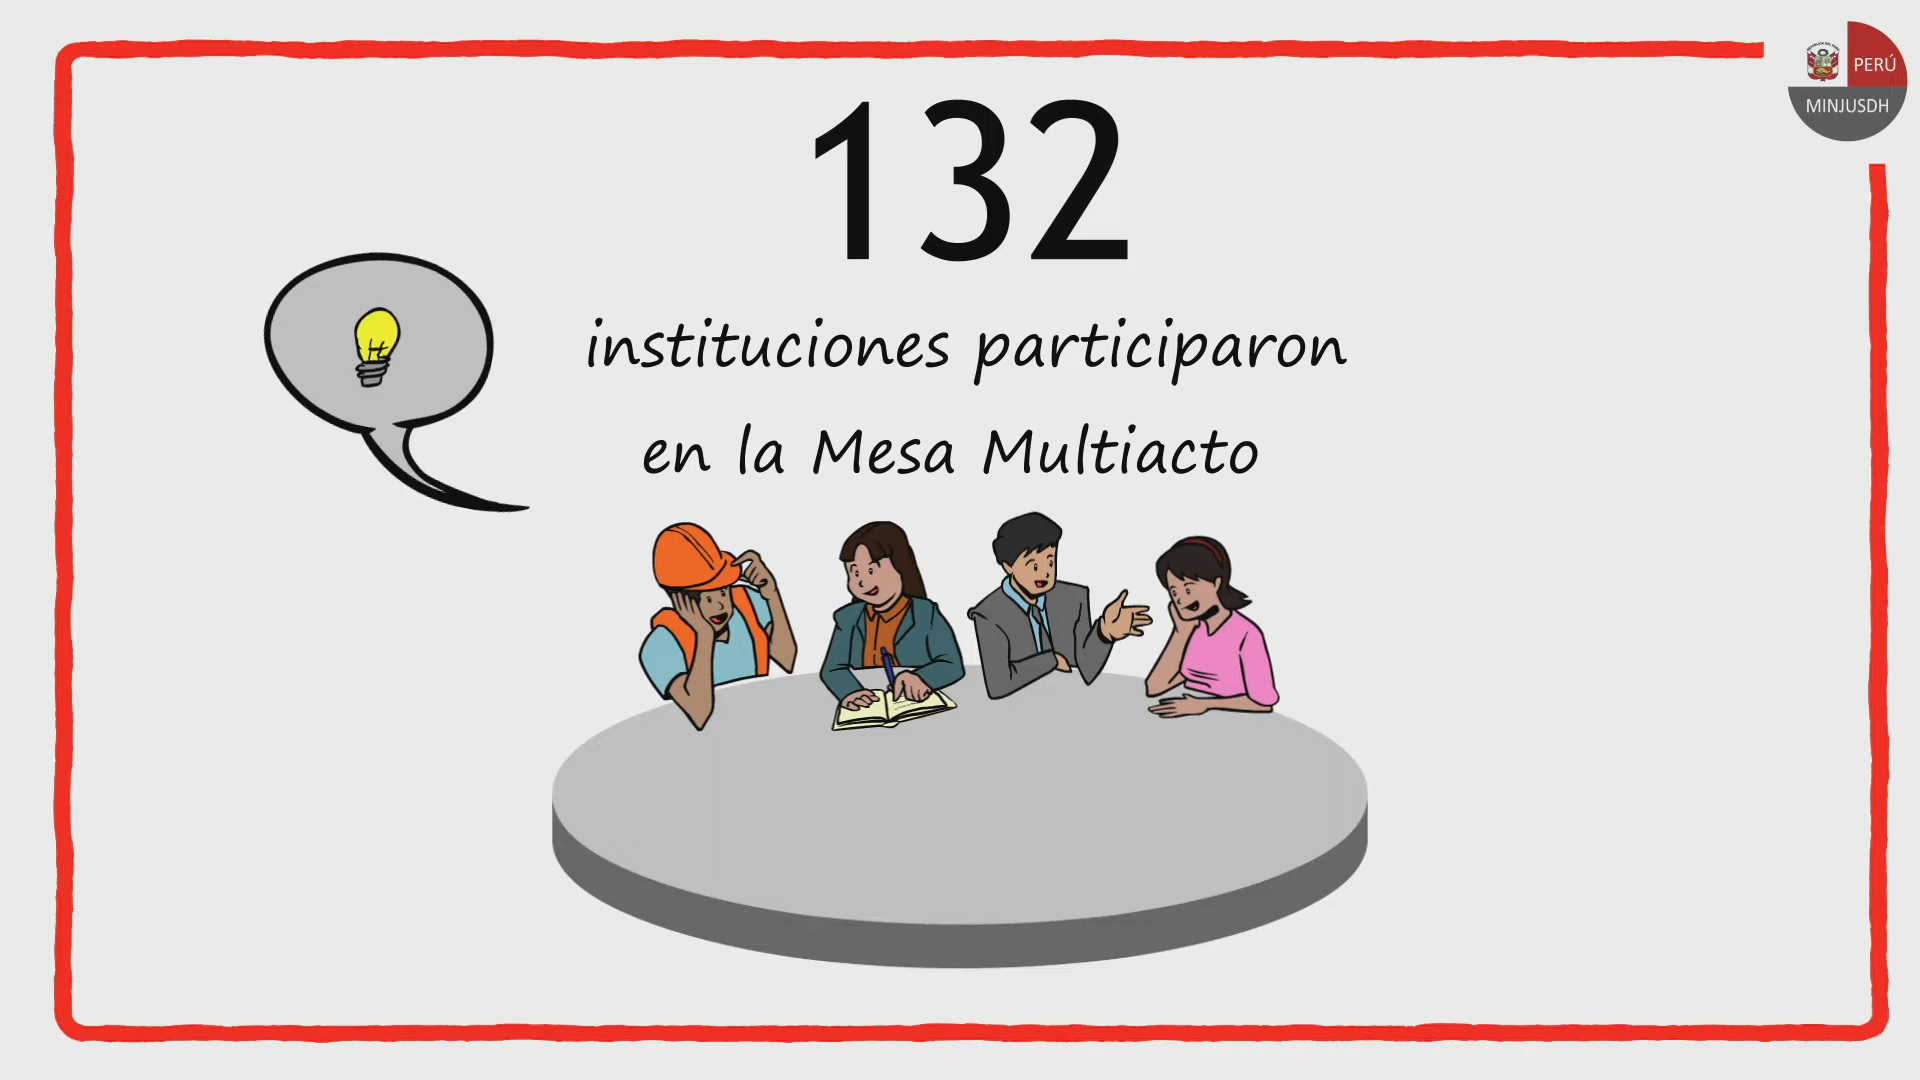 PERÚ
MINJUSDH
132
instituciones participaron
en la Mesa Multiacto